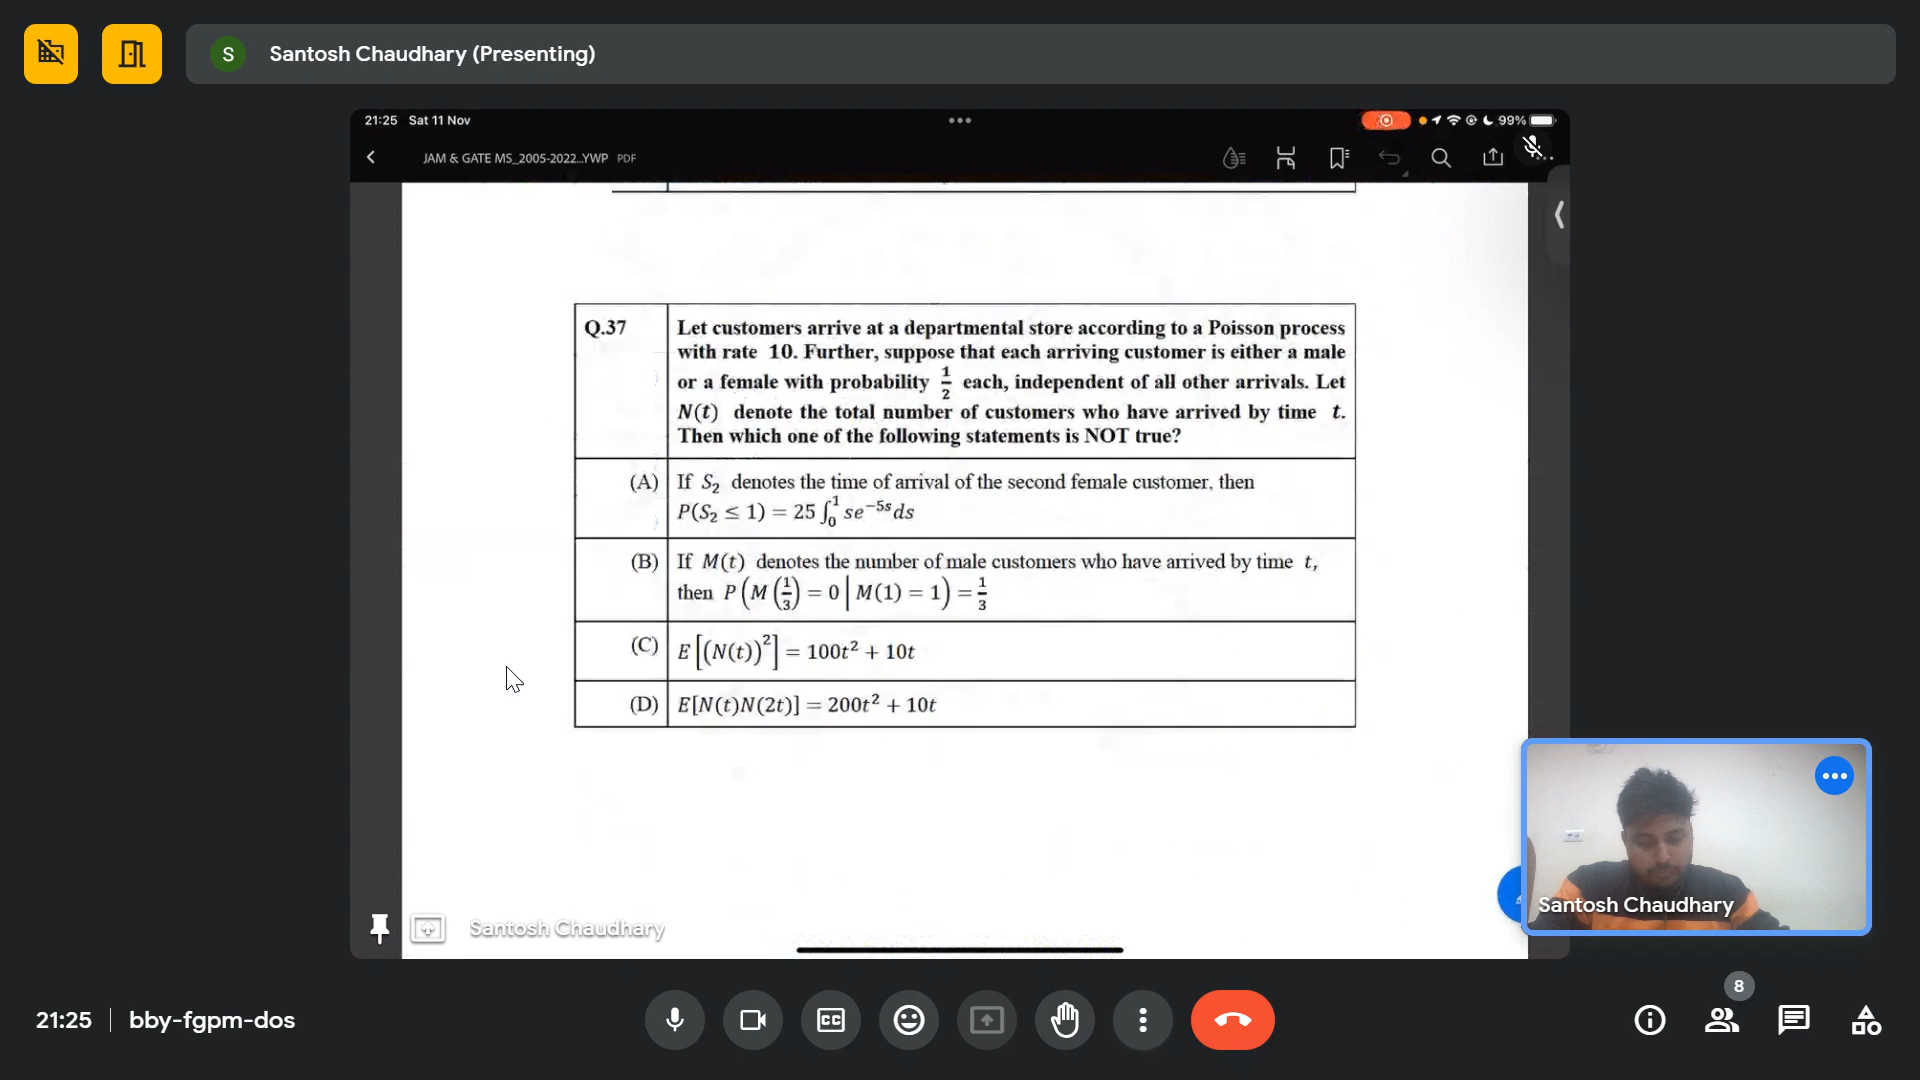 S Santosh Chaudhary (Presenting)
21:25 Sat 11 Nov
99%
JAM & GATE MS_2005-2022...YWP PDF
Q.37 Let customers arrive at a departmental store according to a Poisson process
with rate 10. Further, suppose that each arriving customer is either a male
or a female with probability 1/2 each, independent of all other arrivals. Let
N(t) denote the total number of customers who have arrived by time t.
Then which one of the following statements is NOT true?
(A) If S₂ denotes the time of arrival of the second female customer, then
P(S₂ ≤ 1) = 25 ∫₀¹ se⁻⁵ˢds
(B) If M(t) denotes the number of male customers who have arrived by time t,
then P(M(1/3) = 0 | M(1) = 1) = 1/3
(C) E[(N(t))²] = 100t² + 10t
(D) E[N(t)N(2t)] = 200t² + 10t
Santosh Chaudhary
Santosh Chaudhary
8
21:25 | bby-fgpm-dos
CC